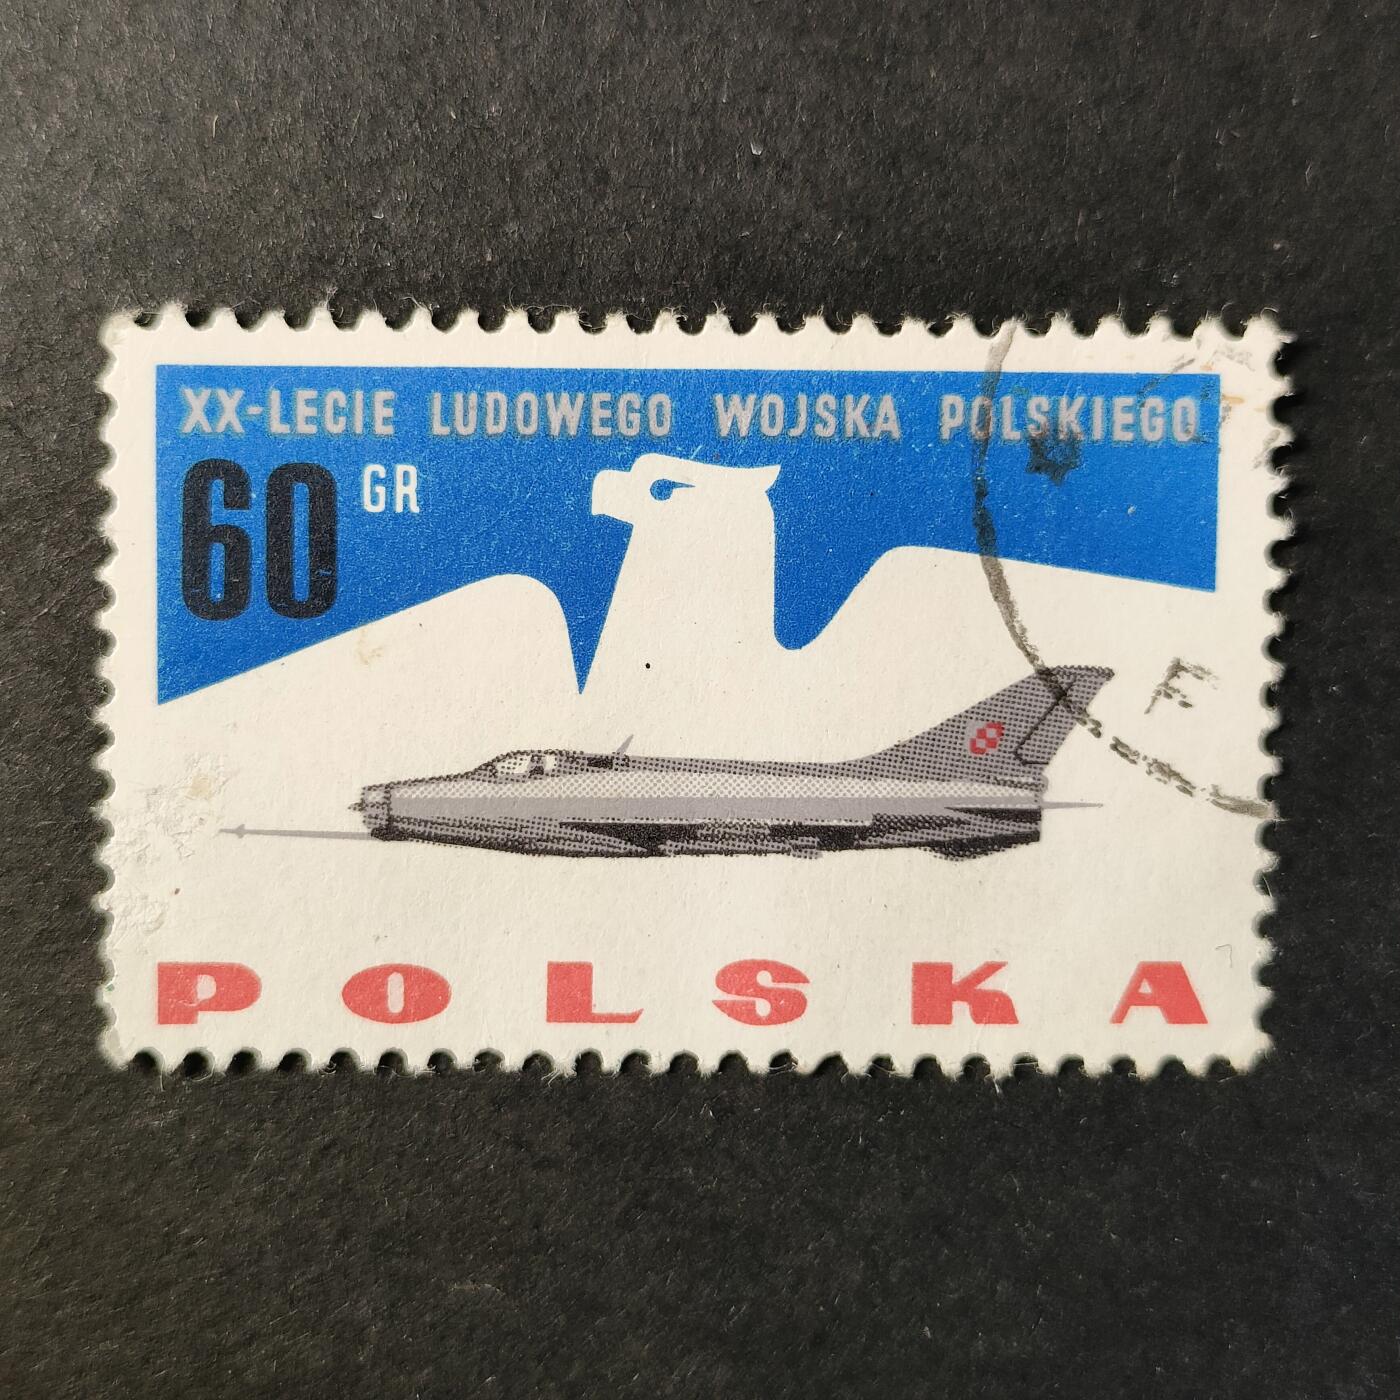 XX-LECIE LUDOWEGO WOJSKA POLSKIEGO
60 GR
E
POLSKA